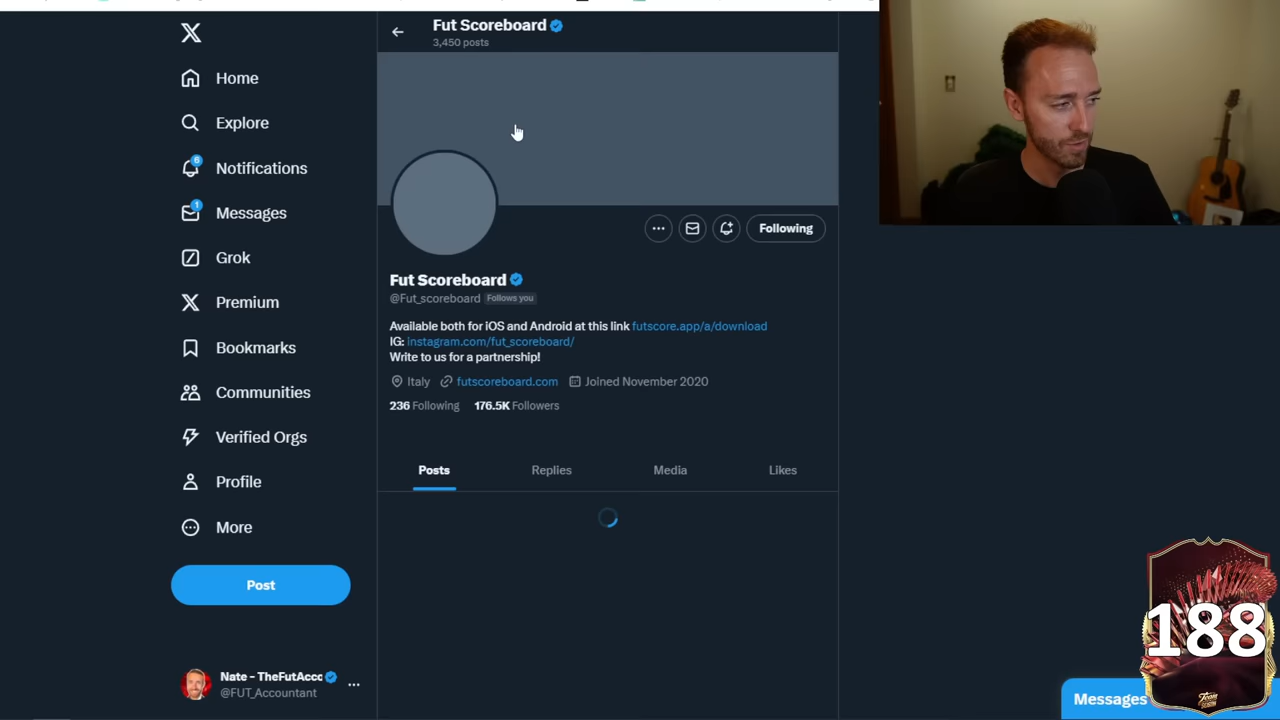 Fut Scoreboard
3,450 posts
Home
Explore
6
Notifications
1
Messages
Grok
Premium
Bookmarks
Communities
Verified Orgs
Profile
More
Post
Nate - TheFutAcc
@FUT_Accountant
Following
Fut Scoreboard
@Fut_scoreboard Follows you
Available both for iOS and Android at this link futscore.app/a/download
IG: instagram.com/fut_scoreboard/
Write to us for a partnership!
Italy futscoreboard.com Joined November 2020
236 Following 176.5K Followers
Posts Replies Media Likes
188
Messages